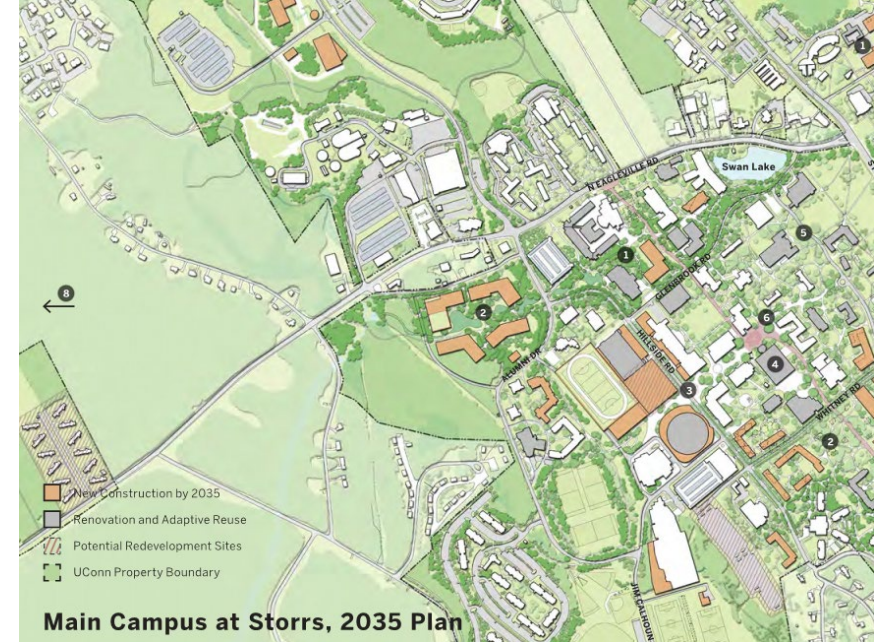 1
N EAGLEVILLE RD
Swan Lake
5
1
GLENBROOK RD
8
6
2
HILLSIDE RD
4
ALUMNI DR
3
WHITNEY RD
2
New Construction by 2035
Renovation and Adaptive Reuse
Potential Redevelopment Sites
UConn Property Boundary
JIM CALHOUN
Main Campus at Storrs, 2035 Plan